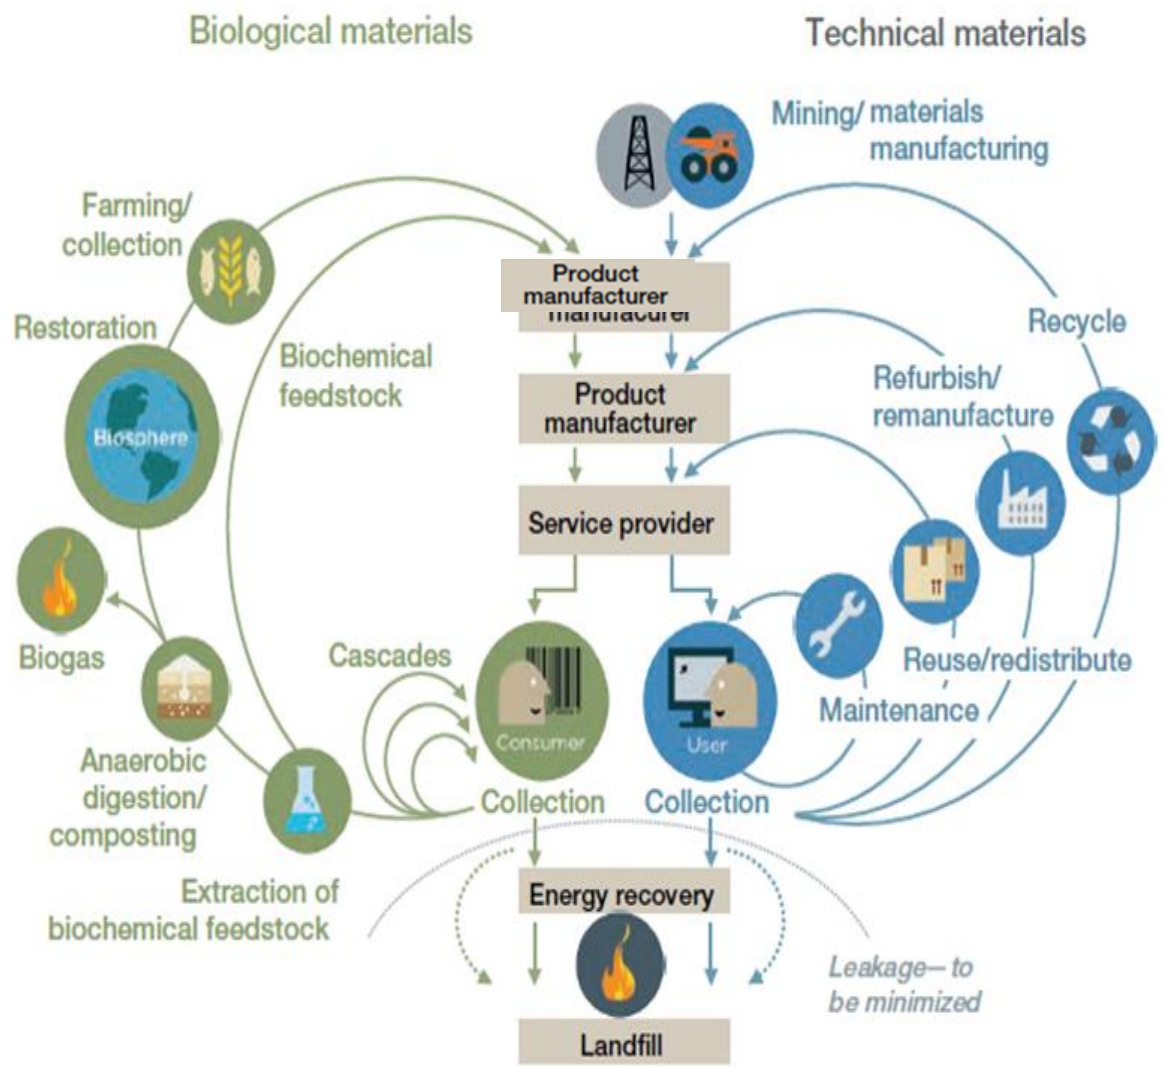 Biological materials
Technical materials
Mining/ materials
manufacturing
Farming/
collection
Product
manufacturer
Restoration
Recycle
Biochemical
feedstock
Refurbish/
remanufacture
Product
manufacturer
Biosphere
Service provider
Biogas
Cascades
Reuse/redistribute
Maintenance
Consumer
User
Anaerobic
digestion/
composting
Collection
Collection
Extraction of
biochemical feedstock
Energy recovery
Leakage—to
be minimized
Landfill